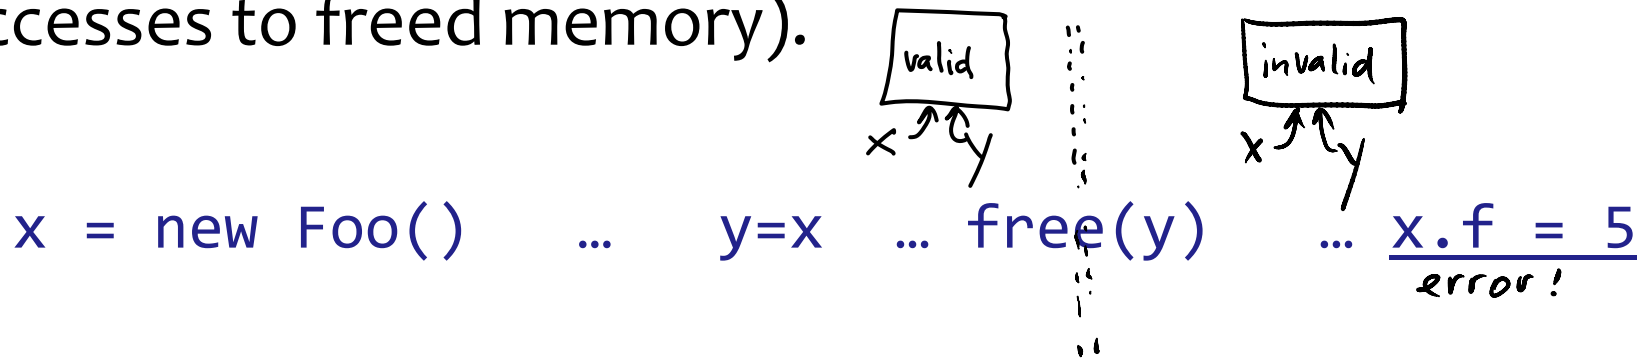 ccesses to freed memory).
valid invalid
x y x y
x = new Foo() … y=x … free(y) … x.f = 5
error!